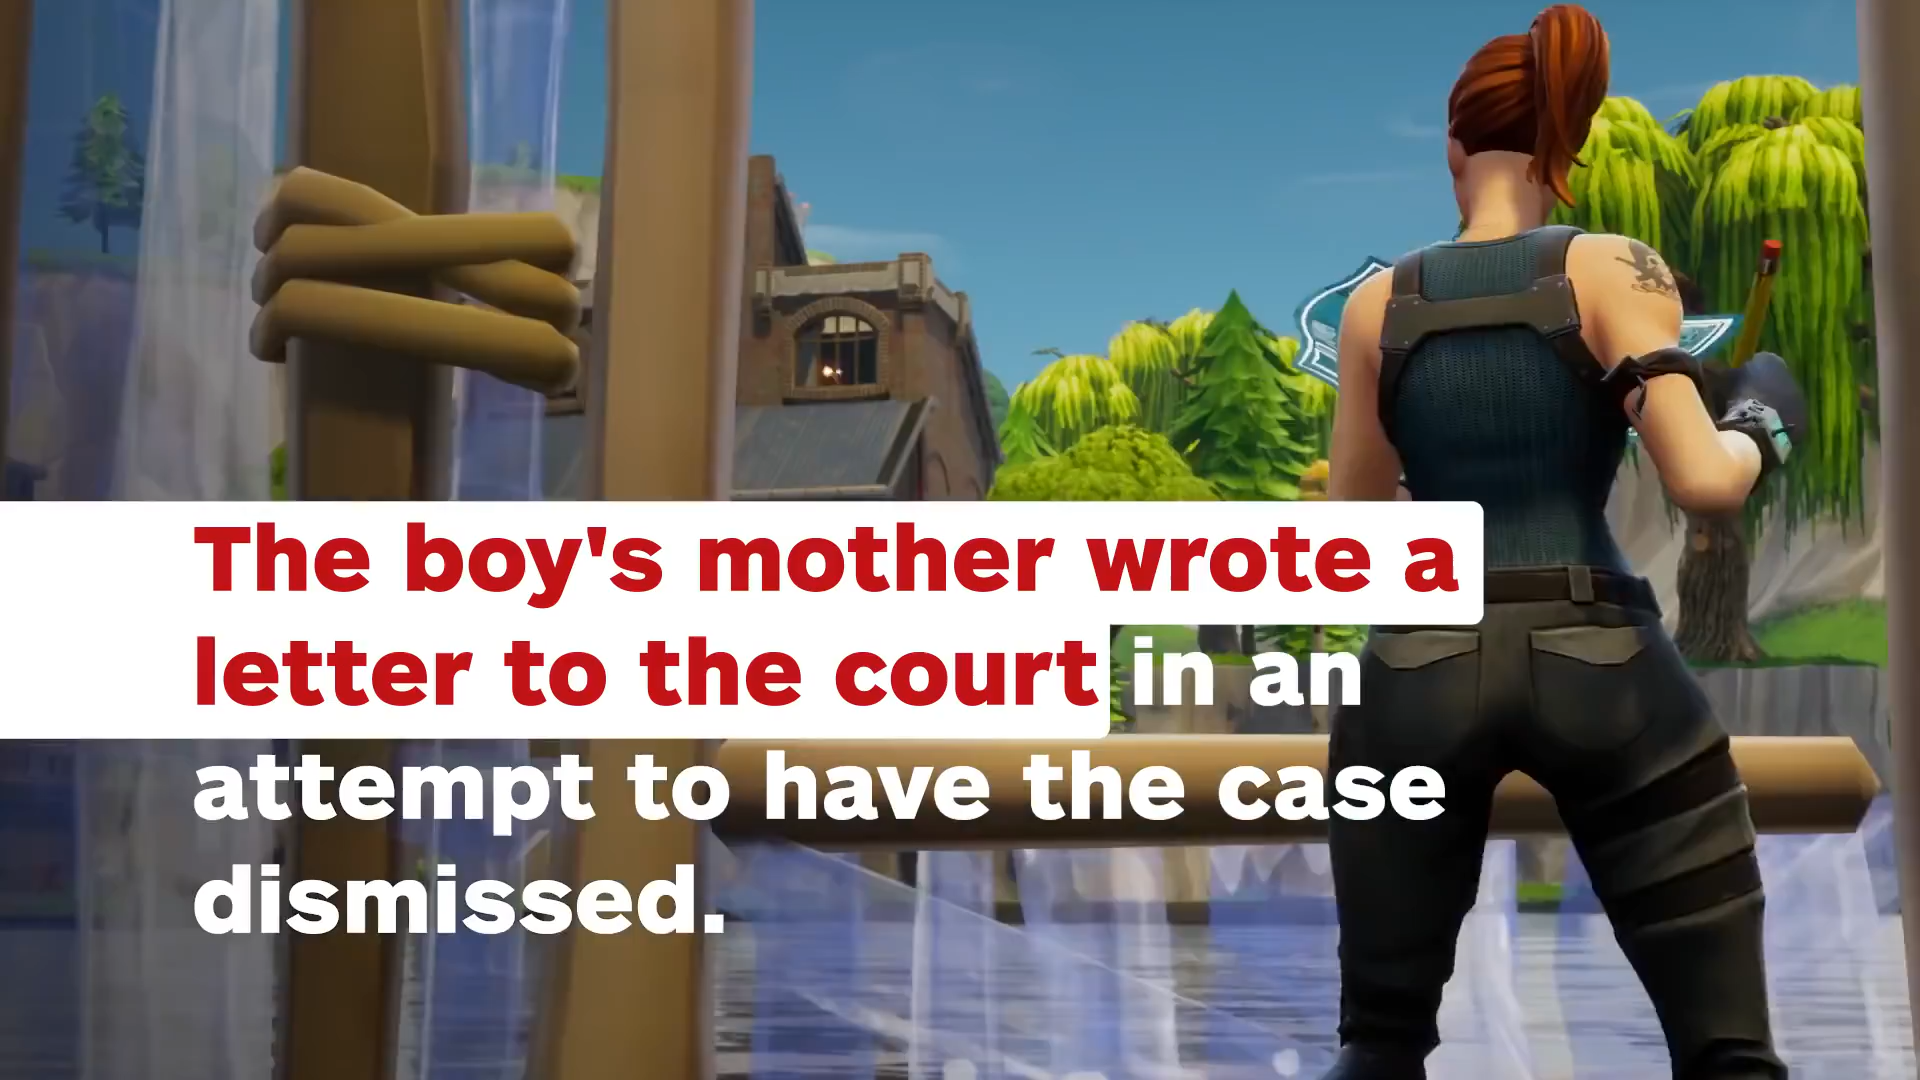 The boy's mother wrote a
letter to the court in an
attempt to have the case
dismissed.